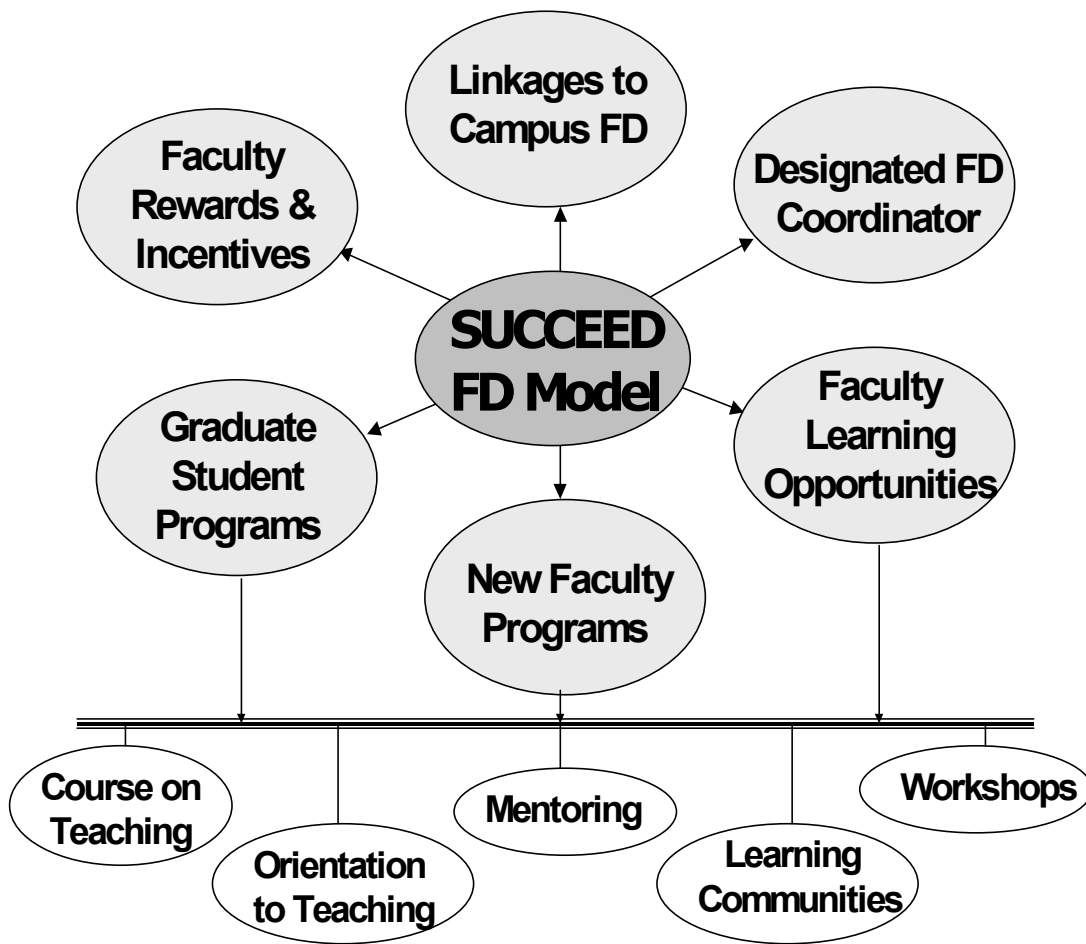 Linkages to
Campus FD
Faculty
Rewards &
Incentives
Designated FD
Coordinator
SUCCEED
FD Model
Graduate
Student
Programs
Faculty
Learning
Opportunities
New Faculty
Programs
Course on
Teaching
Orientation
to Teaching
Mentoring
Learning
Communities
Workshops